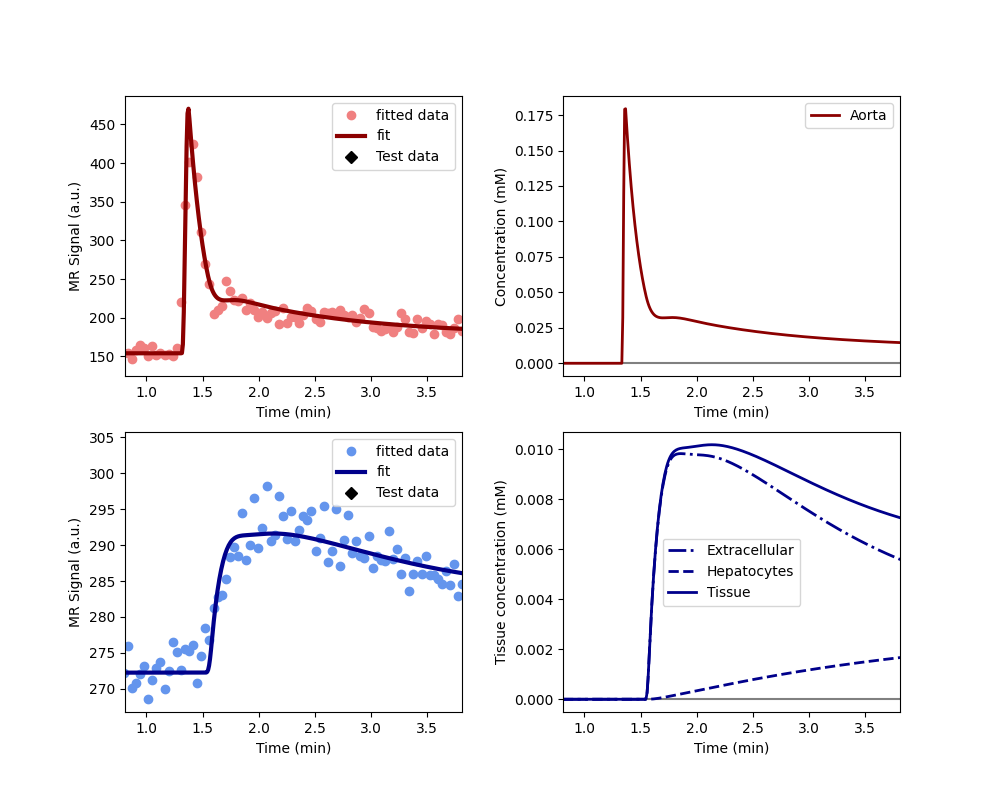 450
400
350
300
250
200
150
MR Signal (a.u.)
fitted data
fit
Test data
1.0 1.5 2.0 2.5 3.0 3.5
Time (min)
0.175
0.150
0.125
0.100
0.075
0.050
0.025
0.000
Concentration (mM)
Aorta
1.0 1.5 2.0 2.5 3.0 3.5
Time (min)
305
300
295
290
285
280
275
270
MR Signal (a.u.)
fitted data
fit
Test data
1.0 1.5 2.0 2.5 3.0 3.5
Time (min)
0.010
0.008
0.006
0.004
0.002
0.000
Tissue concentration (mM)
Extracellular
Hepatocytes
Tissue
1.0 1.5 2.0 2.5 3.0 3.5
Time (min)